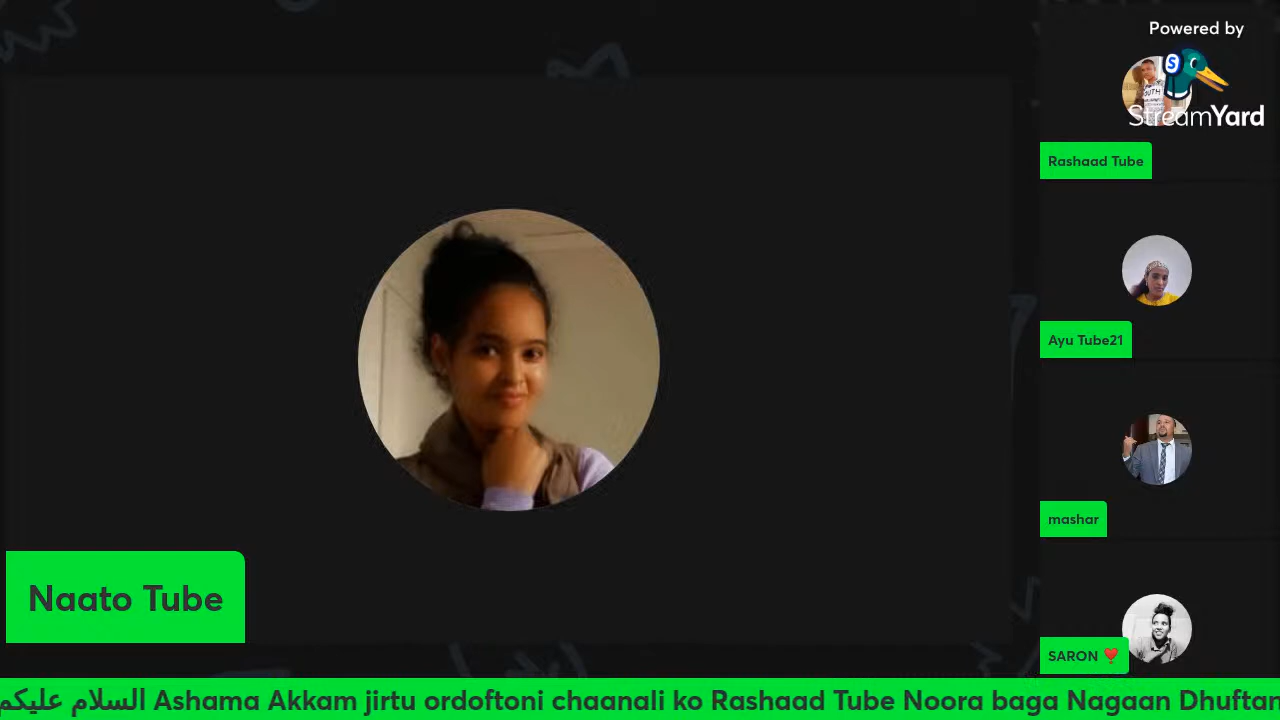 Powered by
StreamYard
Rashaad Tube
Ayu Tube21
mashar
SARON ❣️
Naato Tube
السلام عليكم Ashama Akkam jirtu ordoftoni chaanali ko Rashaad Tube Noora baga Nagaan Dhuftan